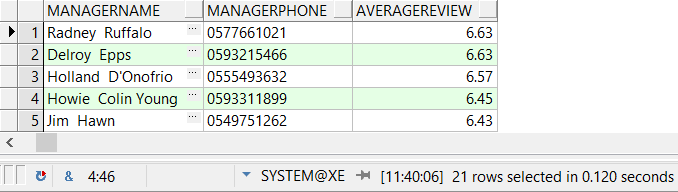 MANAGERNAME MANAGERPHONE AVERAGEREVIEW
1 Radney Ruffalo ... 0577661021 6.63
2 Delroy Epps ... 0593215466 6.63
3 Holland D'Onofrio ... 0555493632 6.57
4 Howie Colin Young ... 0593311899 6.45
5 Jim Hawn ... 0549751262 6.43
& 4:46 SYSTEM@XE [11:40:06] 21 rows selected in 0.120 seconds